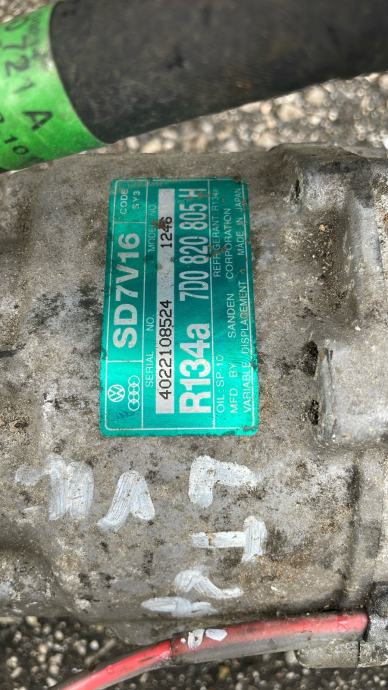 721 A
SD7V16
CODE SY3
SERIAL NO.
MODEL NO.
4022108524
1246
R134a
7D0 820 805 H
OIL: SP-10
REFRIGERANT R134a
MFD. BY SANDEN CORPORATION
VARIABLE DISPLACEMENT MADE IN JAPAN